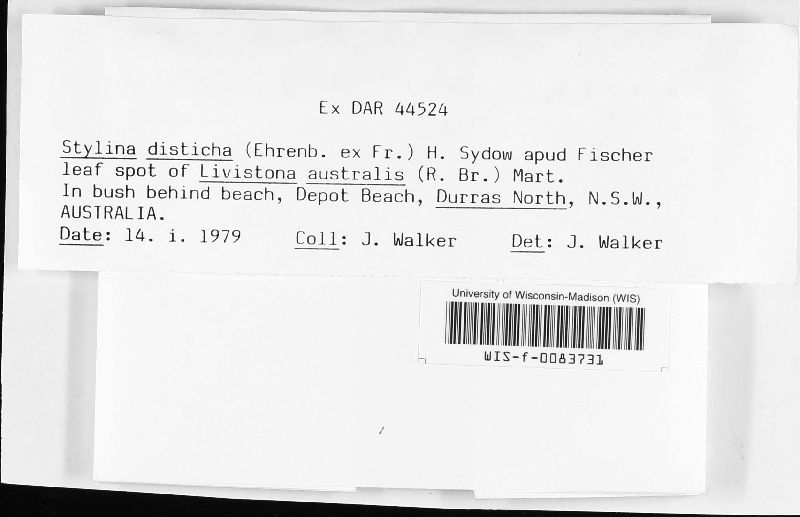 Ex DAR 44524
Stylina disticha (Ehrenb. ex Fr.) H. Sydow apud Fischer
leaf spot of Livistona australis (R. Br.) Mart.
In bush behind beach, Depot Beach, Durras North, N.S.W.,
AUSTRALIA.
Date: 14. i. 1979 Coll: J. Walker Det: J. Walker
University of Wisconsin-Madison (WIS)
WIS-f-0083731